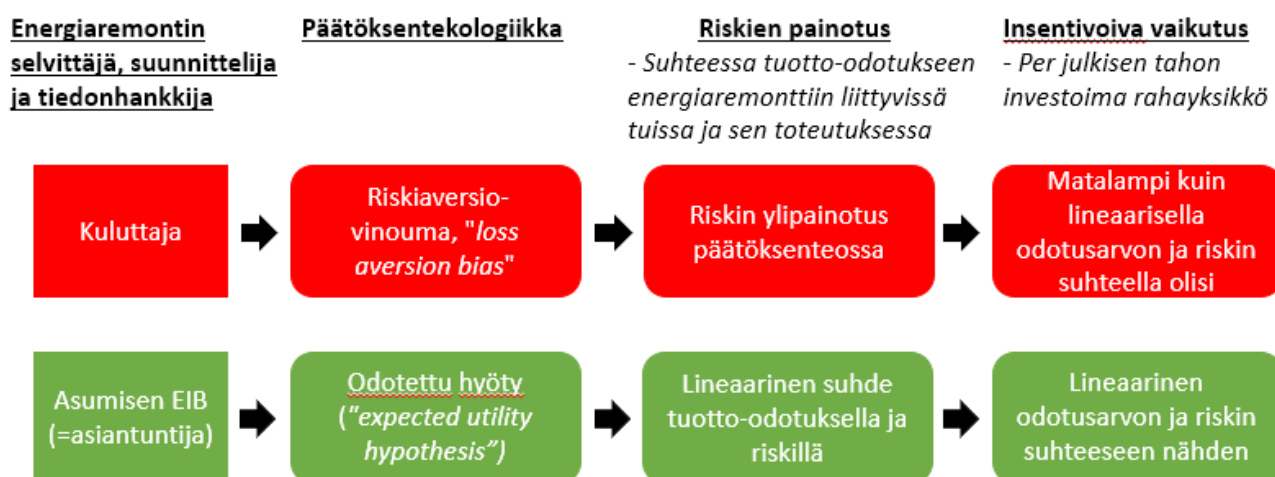 Energiaremontin
selvittäjä, suunnittelija
ja tiedonhankkija
Päätöksentekologiikka
Riskien painotus
- Suhteessa tuotto-odotukseen
energiaremonttiin liittyvissä
tuissa ja sen toteutuksessa
Insentivoiva vaikutus
- Per julkisen tahon
investoima rahayksikkö
Kuluttaja
Riskiaversio-
vinouma, "loss
aversion bias"
Riskin ylipainotus
päätöksenteossa
Matalampi kuin
lineaarisella
odotusarvon ja riskin
suhteella olisi
Asumisen EIB
(=asiantuntija)
Odotettu hyöty
("expected utility
hypothesis”)
Lineaarinen suhde
tuotto-odotuksella ja
riskillä
Lineaarinen
odotusarvon ja riskin
suhteeseen nähden